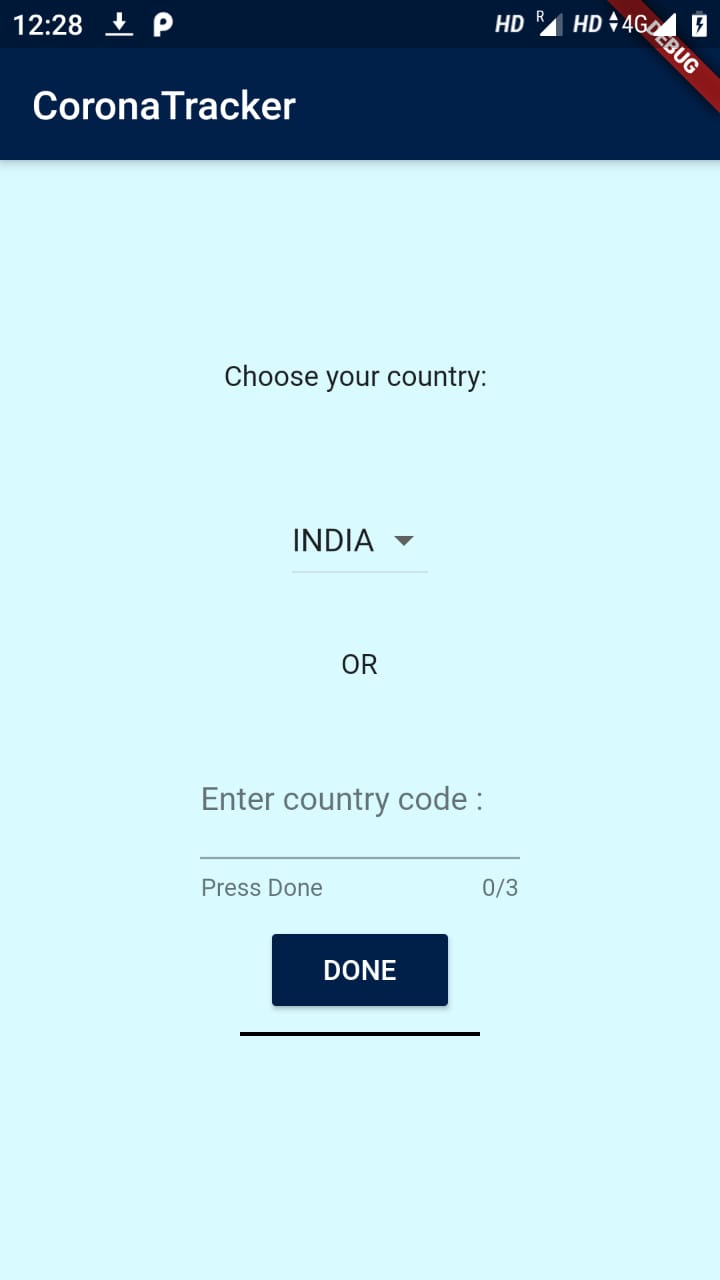 12:28 HD R HD 4G
DEBUG
CoronaTracker
Choose your country:
INDIA
OR
Enter country code :
Press Done 0/3
DONE